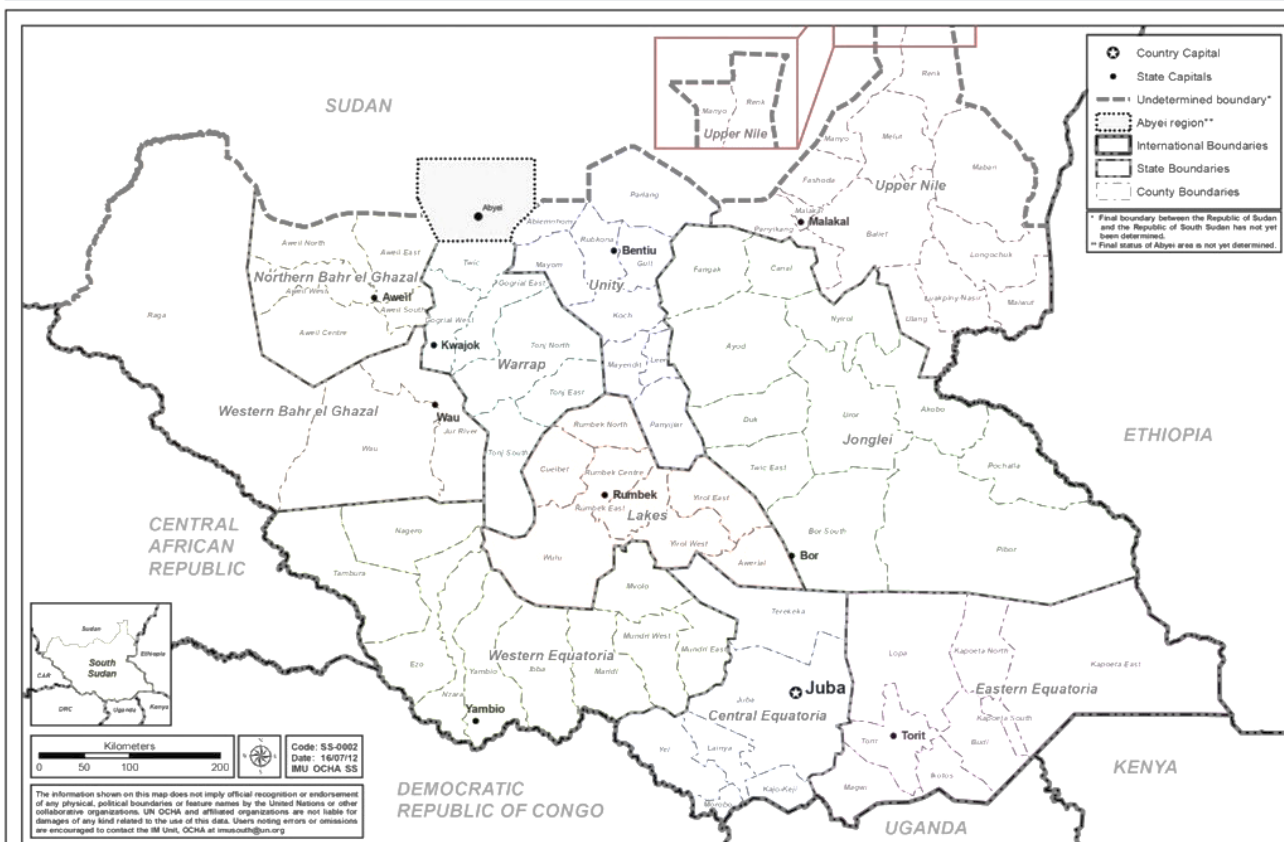 SUDAN
Manyo
Renk
Upper Nile
Renk
Country Capital
State Capitals
Undetermined boundary*
Abyei region**
International Boundaries
State Boundaries
County Boundaries
* Final boundary between the Republic of Sudan
and the Republic of South Sudan has not yet
been determined.
** Final status of Abyei area is not yet determined.
Manyo
Melut
Maban
Fashoda
Upper Nile
Malakal
Malakal
Panyikang
Baliet
Longochuk
Maiwut
Ulang
Abyei
Pariang
Abiemnhom
Rubkona
Bentiu
Mayom
Guit
Unity
Koch
Mayendit
Leer
Panyijar
Aweil North
Aweil East
Northern Bahr el Ghazal
Aweil West
Aweil
Aweil South
Aweil Centre
Raga
Twic
Gogrial East
Gogrial West
Kwajok
Tonj North
Warrap
Tonj East
Tonj South
Western Bahr el Ghazal
Wau
Jur River
Wau
Fangak
Canal
Nyirol
Ayod
Duk
Uror
Akobo
Jonglei
Twic East
Pochalla
Bor South
Bor
Pibor
ETHIOPIA
Rumbek North
Cueibet
Rumbek Centre
Rumbek
Rumbek East
Lakes
Yirol East
Yirol West
Wulu
Awerial
CENTRAL
AFRICAN
REPUBLIC
Nagero
Tambura
Mvolo
Mundri West
Mundri East
Western Equatoria
Ezo
Yambio
Ibba
Maridi
Nzara
Yambio
Terekeka
Juba
Juba
Central Equatoria
Yei
Lainya
Morobo
Kajo-Keji
Lopa
Kapoeta North
Kapoeta East
Eastern Equatoria
Kapoeta South
Torit
Torit
Budi
Ikotos
Magwi
KENYA
UGANDA
DEMOCRATIC
REPUBLIC OF CONGO
Sudan
Ethiopia
South
Sudan
CAR
DRC
Uganda
Kenya
Kilometers
0 50 100 200
Code: SS-0002
Date: 16/07/12
IMU OCHA SS
The information shown on this map does not imply official recognition or endorsement
of any physical, political boundaries or feature names by the United Nations or other
collaborative organizations. UN OCHA and affiliated organizations are not liable for
damages of any kind related to the use of this data. Users noting errors or omissions
are encouraged to contact the IM Unit, OCHA at imusouth@un.org